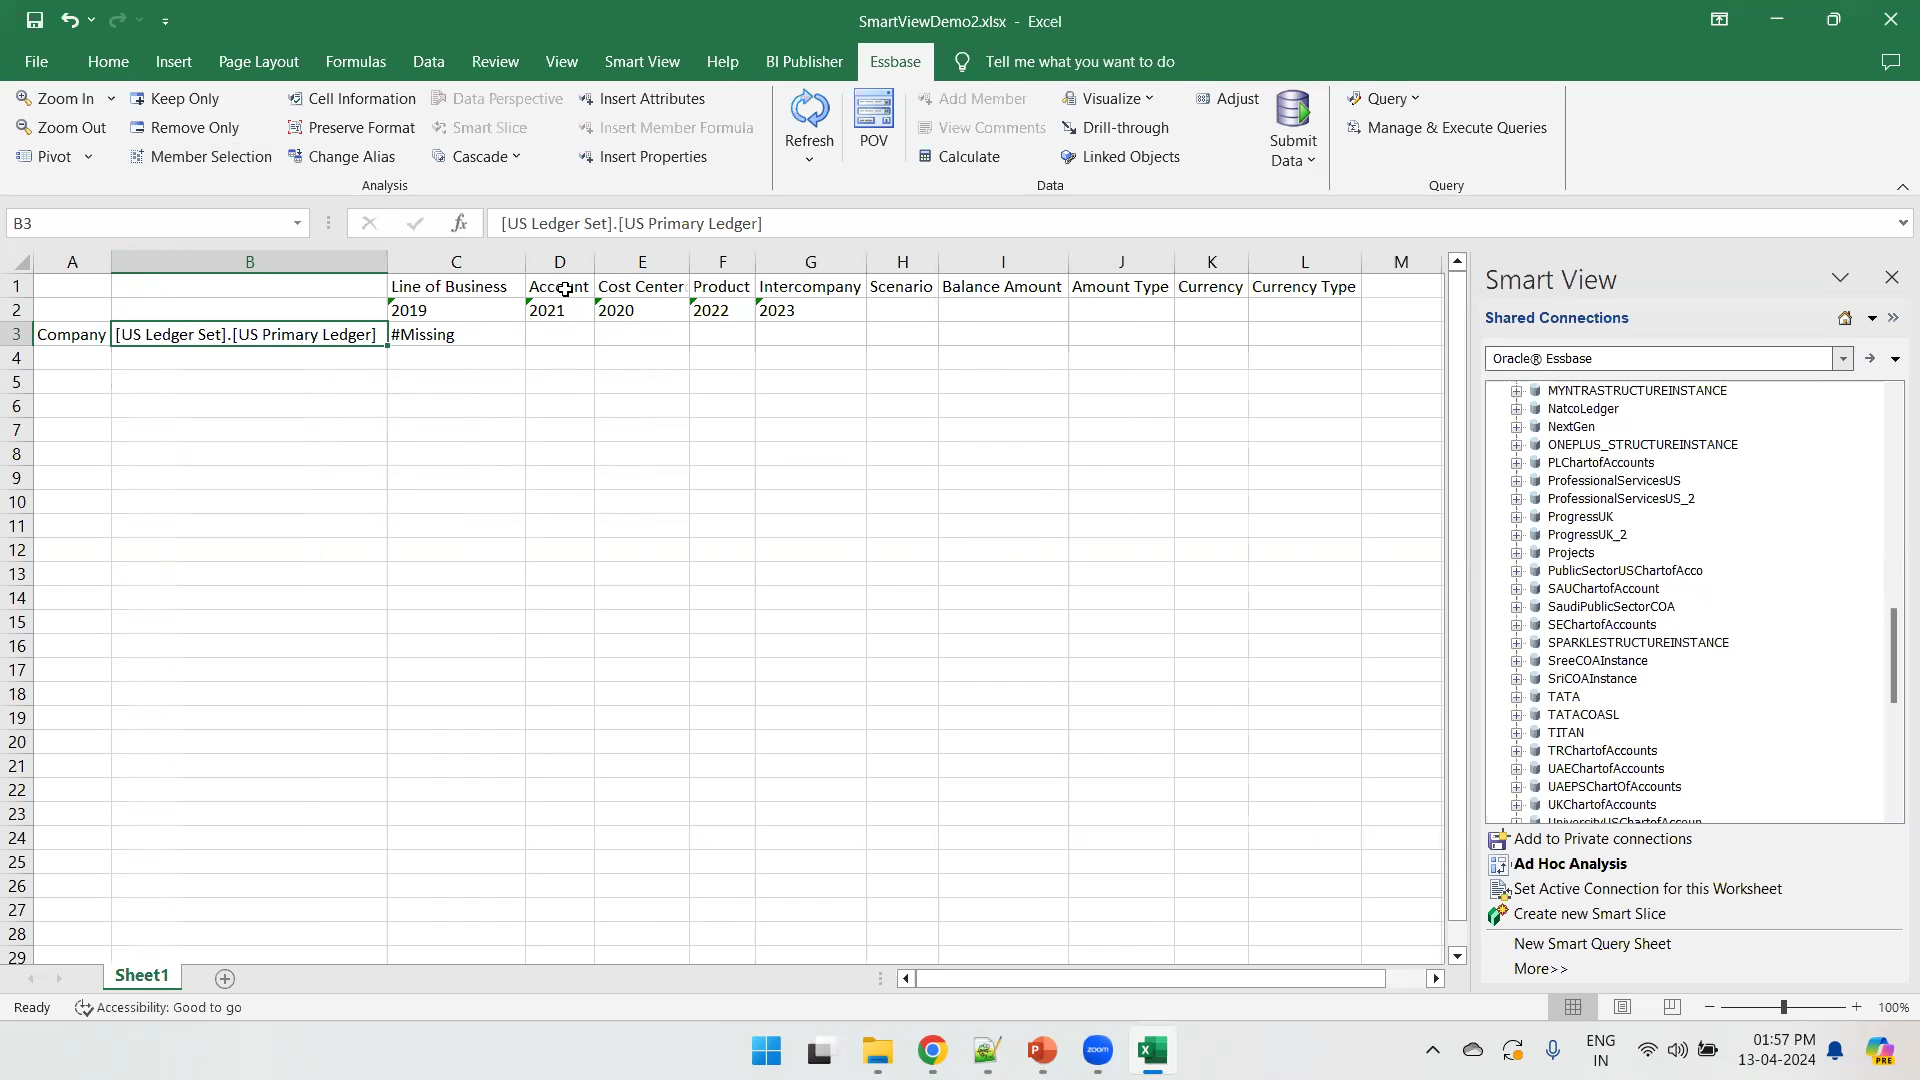 SmartViewDemo2.xlsx - Excel
File Home Insert Page Layout Formulas Data Review View Smart View Help BI Publisher Essbase Tell me what you want to do
Zoom In Keep Only Cell Information Data Perspective Insert Attributes Add Member Visualize Adjust Query
Zoom Out Remove Only Preserve Format Smart Slice Insert Member Formula Refresh POV View Comments Drill-through Submit Data Manage & Execute Queries
Pivot Member Selection Change Alias Cascade Insert Properties Calculate Linked Objects
Analysis Data Query
B3 fx [US Ledger Set].[US Primary Ledger]
A B C D E F G H I J K L M
1 Line of Business Account Cost Center Product Intercompany Scenario Balance Amount Amount Type Currency Currency Type
2 2019 2021 2020 2022 2023
3 Company [US Ledger Set].[US Primary Ledger] #Missing
4
5
6
7
8
9
10
11
12
13
14
15
16
17
18
19
20
21
22
23
24
25
26
27
28
29
Smart View
Shared Connections
Oracle® Essbase
MYNTRASTRUCTUREINSTANCE
NatcoLedger
NextGen
ONEPLUS_STRUCTUREINSTANCE
PLChartofAccounts
ProfessionalServicesUS
ProfessionalServicesUS_2
ProgressUK
ProgressUK_2
Projects
PublicSectorUSChartofAcco
SAUChartofAccount
SaudiPublicSectorCOA
SEChartofAccounts
SPARKLESTRUCTUREINSTANCE
SreeCOAInstance
SriCOAInstance
TATA
TATACOASL
TITAN
TRChartofAccounts
UAEChartofAccounts
UAEPSChartOfAccounts
UKChartofAccounts
UniversityUSChartofAccoun
Add to Private connections
Ad Hoc Analysis
Set Active Connection for this Worksheet
Create new Smart Slice
New Smart Query Sheet
More>>
Sheet1
Ready Accessibility: Good to go 100%
zoom ENG IN 01:57 PM 13-04-2024 PRE